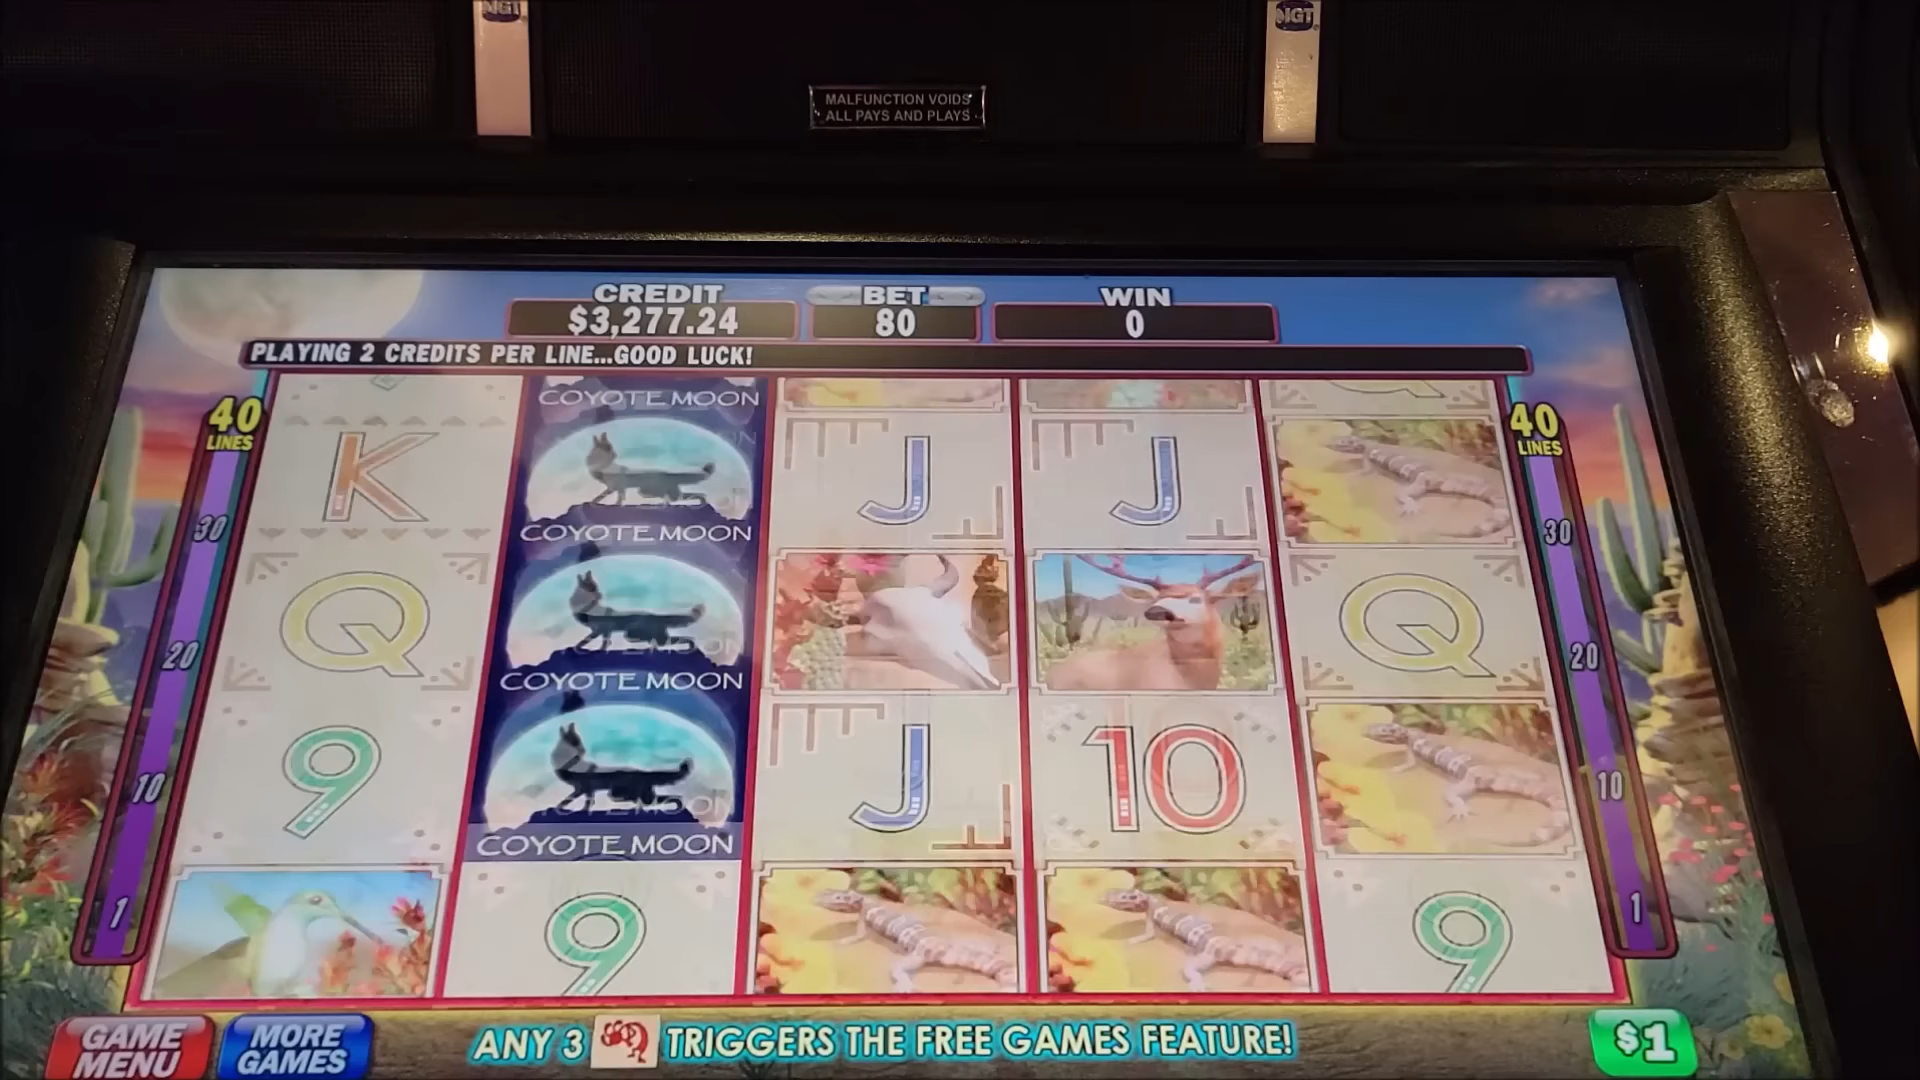 IGT
IGT
MALFUNCTION VOIDS
ALL PAYS AND PLAYS
CREDIT
$3,277.24
BET
80
WIN
0
PLAYING 2 CREDITS PER LINE...GOOD LUCK!
40
LINES
30
20
10
1
40
LINES
30
20
10
1
COYOTE MOON
K
COYOTE MOON
J
J
Q
COYOTE MOON
Q
9
COYOTE MOON
J
10
9
9
GAME
MENU
MORE
GAMES
ANY 3 TRIGGERS THE FREE GAMES FEATURE!
$1